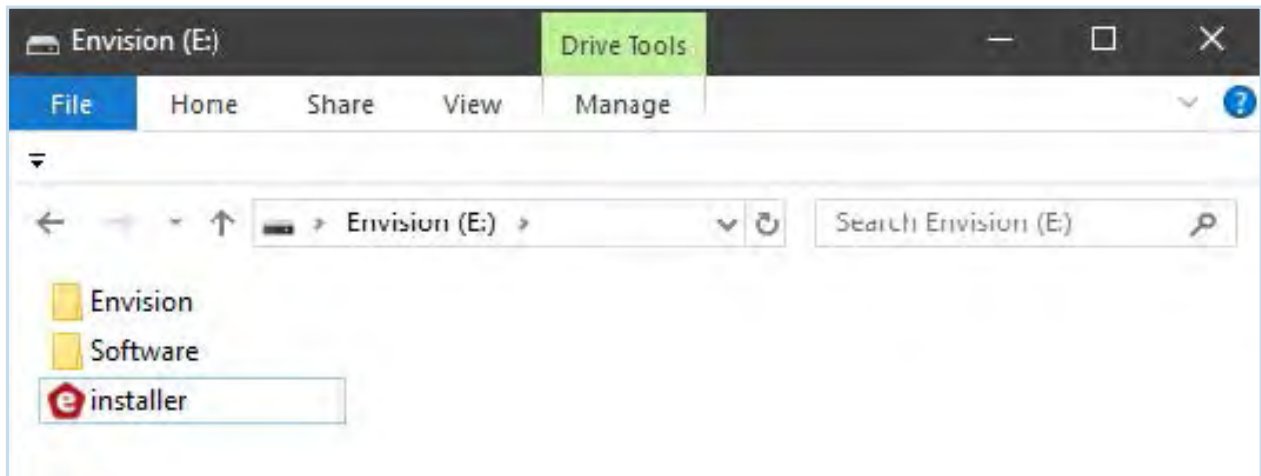 Envision (E:)
Drive Tools
File Home Share View Manage
Envision (E:)
Search Envision (E:)
Envision
Software
installer